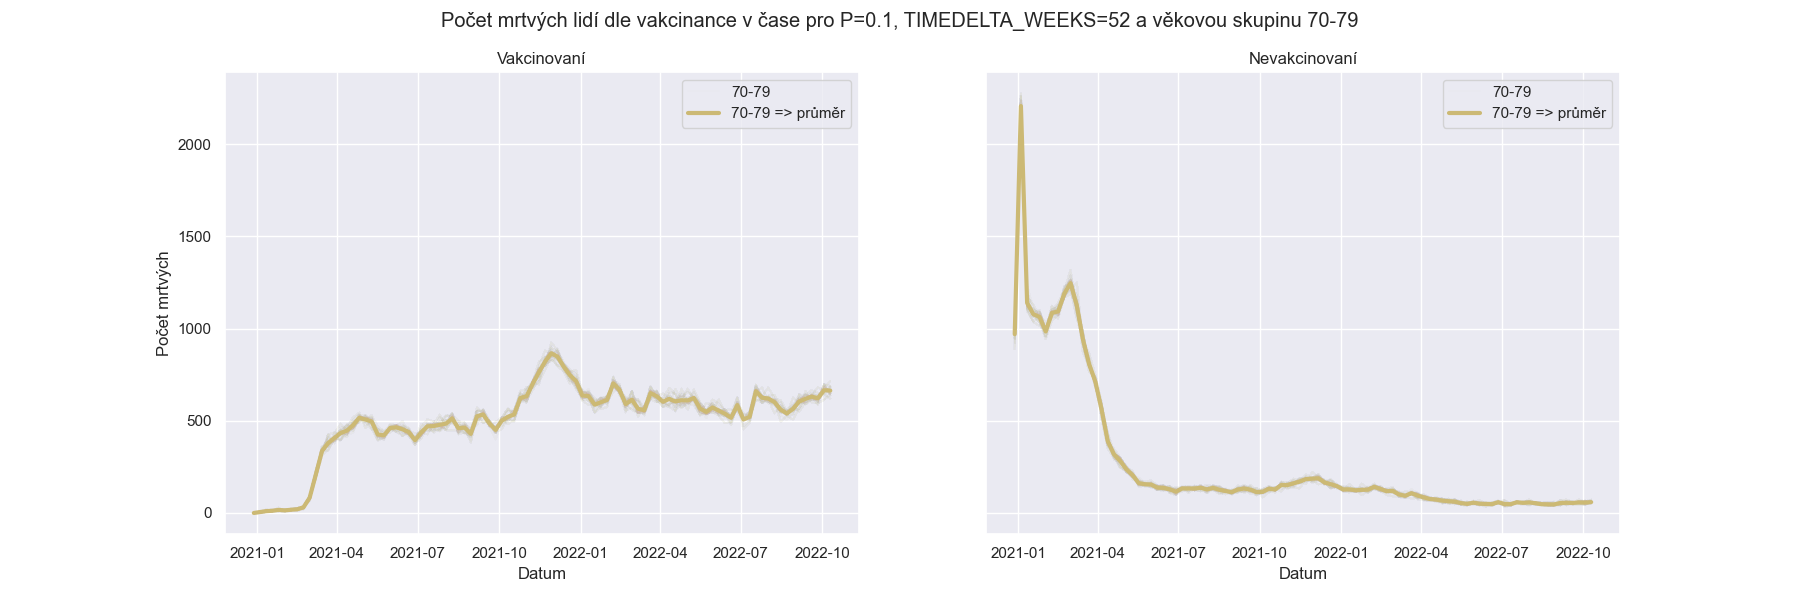 Počet mrtvých lidí dle vakcinance v čase pro P=0.1, TIMEDELTA_WEEKS=52 a věkovou skupinu 70-79
Vakcinovaní
70-79
70-79 => průměr
Počet mrtvých
2000
1500
1000
500
0
2021-01 2021-04 2021-07 2021-10 2022-01 2022-04 2022-07 2022-10
Datum
Nevakcinovaní
70-79
70-79 => průměr
2021-01 2021-04 2021-07 2021-10 2022-01 2022-04 2022-07 2022-10
Datum